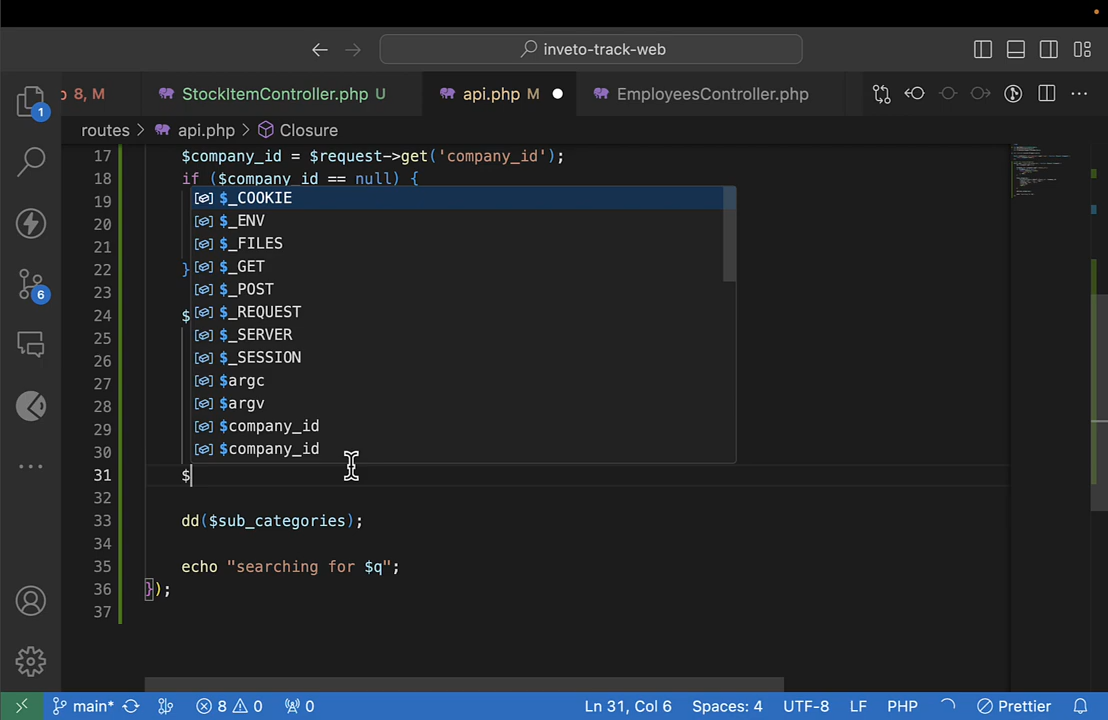 inveto-track-web
p 8, M
StockItemController.php U
api.php M
EmployeesController.php
routes > api.php > Closure
17 $company_id = $request->get('company_id');
18 if ($company_id == null) {
19 $_COOKIE
20 $_ENV
21 $_FILES
22 } $_GET
23 $_POST
24 $ $_REQUEST
25 $_SERVER
26 $_SESSION
27 $argc
28 $argv
29 $company_id
30 $company_id
31 $
32
33 dd($sub_categories);
34
35 echo "searching for $q";
36 });
37
1
6
main* 8 0 0 Ln 31, Col 6 Spaces: 4 UTF-8 LF PHP Prettier